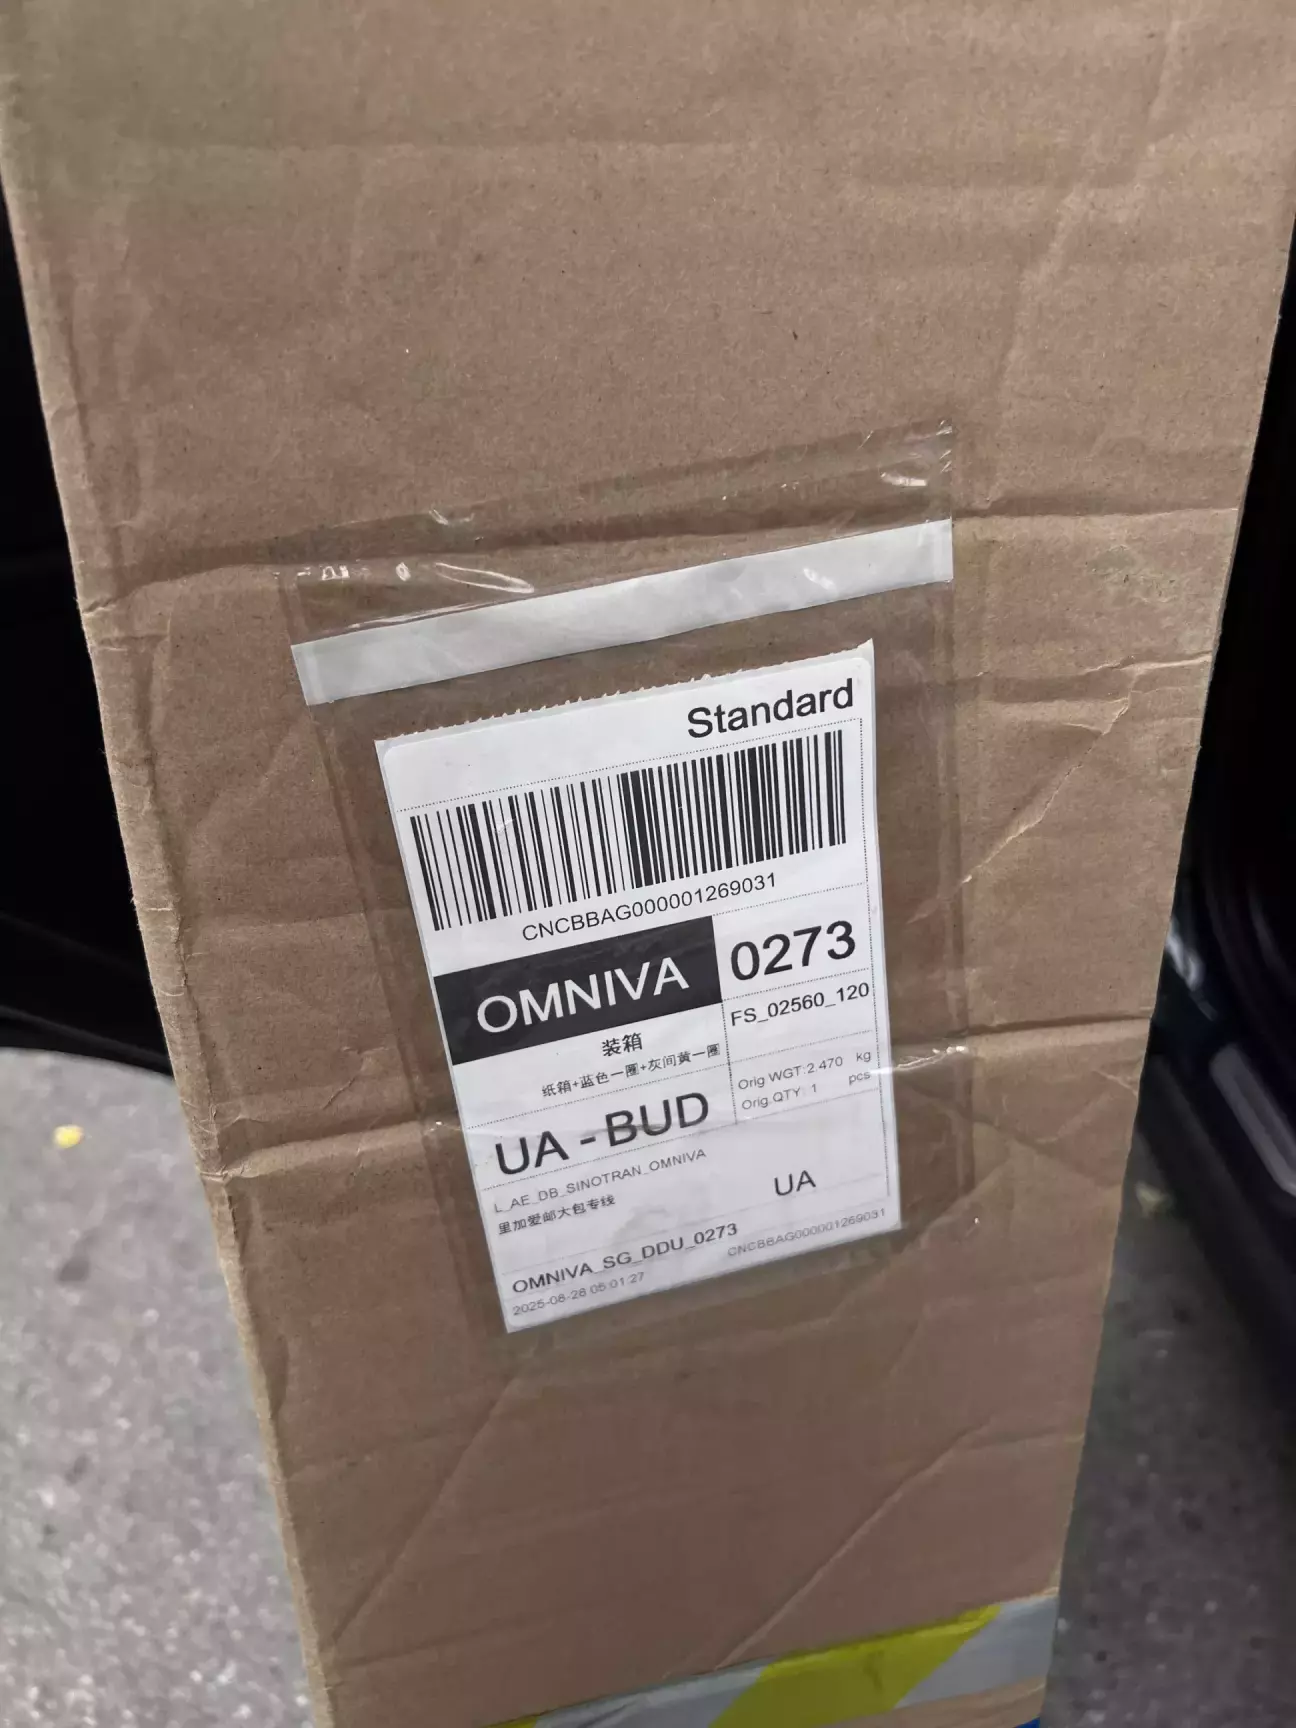 Standard
CNCBBAG000001269031
OMNIVA
0273
FS_02560_120
装箱
纸箱+蓝色一圈+灰间黄一圈
Orig WGT:2.470 kg
Orig.QTY: 1 pcs
UA - BUD
L_AE_DB_SINOTRAN_OMNIVA
里加爱邮大包专线
UA
OMNIVA_SG_DDU_0273
2025-08-28 05:01:27
CNCBBAG000001269031